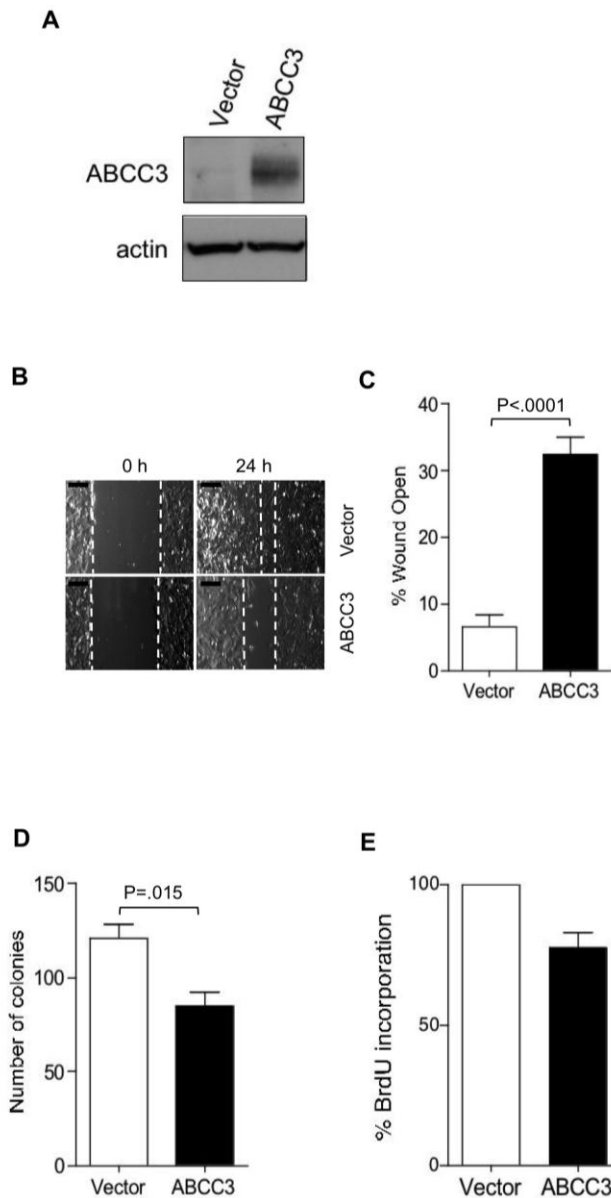 A
Vector ABCC3
ABCC3
actin
B
0 h 24 h
Vector
ABCC3
C
P<.0001
40
30
20
10
0
% Wound Open
Vector ABCC3
D
P=.015
150
100
50
0
Number of colonies
Vector ABCC3
E
100
50
0
% BrdU incorporation
Vector ABCC3